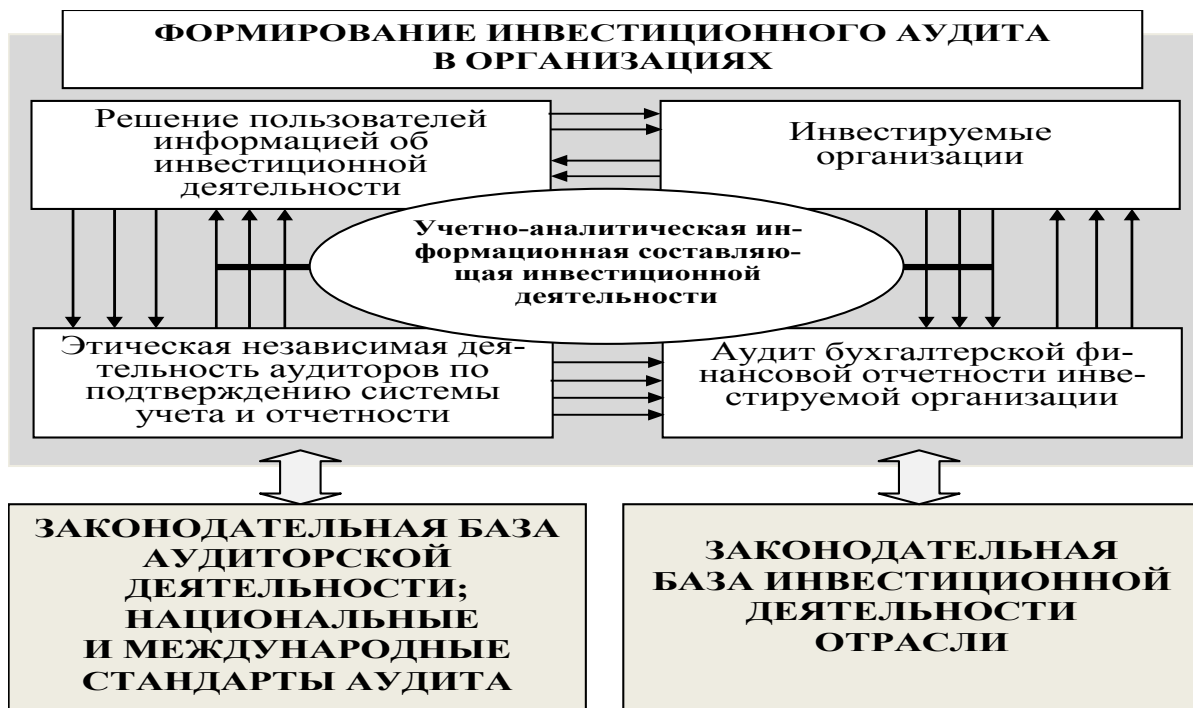 ФОРМИРОВАНИЕ ИНВЕСТИЦИОННОГО АУДИТА
В ОРГАНИЗАЦИЯХ
Решение пользователей
информацией об
инвестиционной
деятельности
Инвестируемые
организации
Учетно-аналитическая ин-
формационная составляю-
щая инвестиционной
деятельности
Этическая независимая дея-
тельность аудиторов по
подтверждению системы
учета и отчетности
Аудит бухгалтерской фи-
нансовой отчетности инве-
стируемой организации
ЗАКОНОДАТЕЛЬНАЯ БАЗА
АУДИТОРСКОЙ
ДЕЯТЕЛЬНОСТИ;
НАЦИОНАЛЬНЫЕ
И МЕЖДУНАРОДНЫЕ
СТАНДАРТЫ АУДИТА
ЗАКОНОДАТЕЛЬНАЯ
БАЗА ИНВЕСТИЦИОННОЙ
ДЕЯТЕЛЬНОСТИ
ОТРАСЛИ